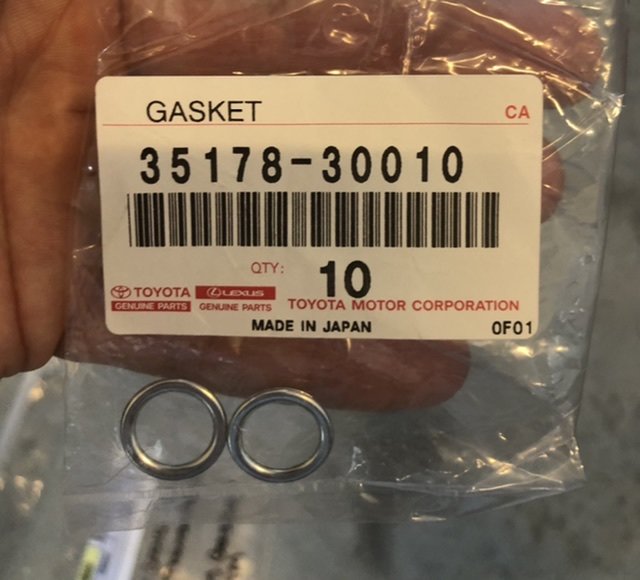 GASKET CA
35178-30010
QTY: 10
TOYOTA LEXUS
GENUINE PARTS GENUINE PARTS TOYOTA MOTOR CORPORATION
MADE IN JAPAN 0F01